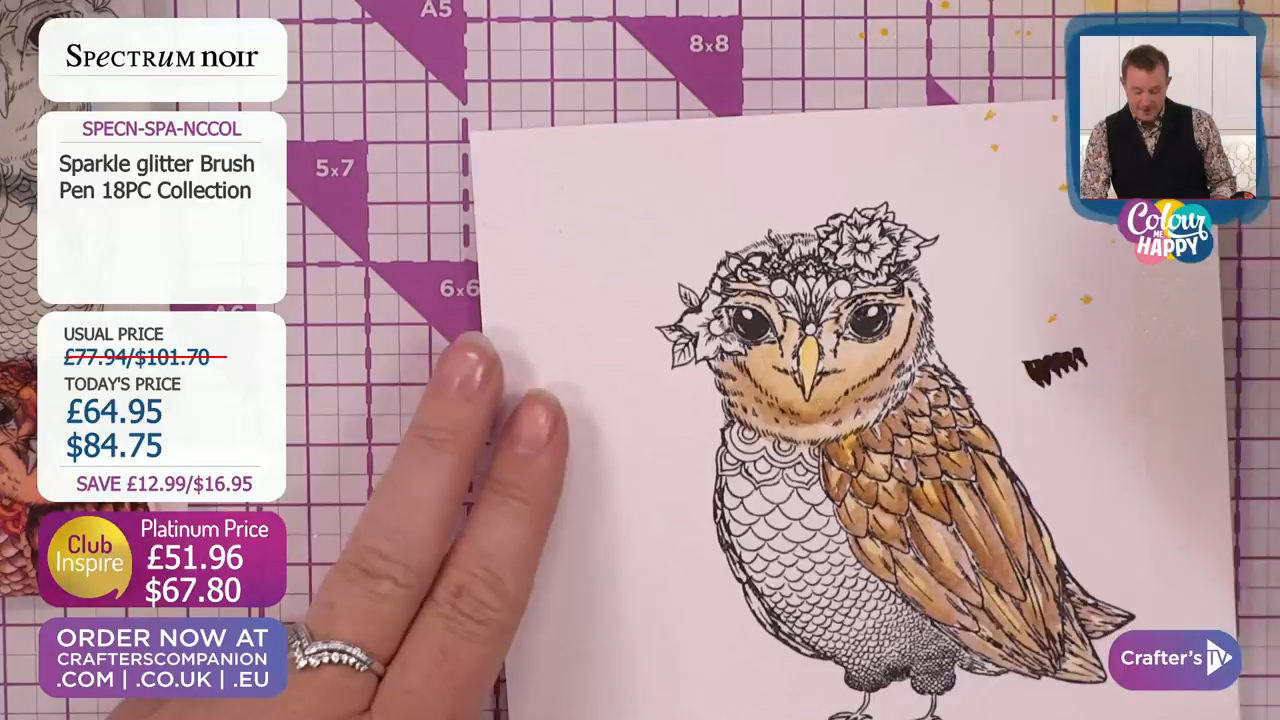 SPECTRUM NOIR
SPECN-SPA-NCCOL
Sparkle glitter Brush
Pen 18PC Collection
USUAL PRICE
£77.94/$101.70
TODAY'S PRICE
£64.95
$84.75
SAVE £12.99/$16.95
Club
Inspire
Platinum Price
£51.96
$67.80
ORDER NOW AT
CRAFTERSCOMPANION
.COM | .CO.UK | .EU
A5
8x8
5x7
6x6
A6
Colour
ME
HAPPY
Crafter's TV